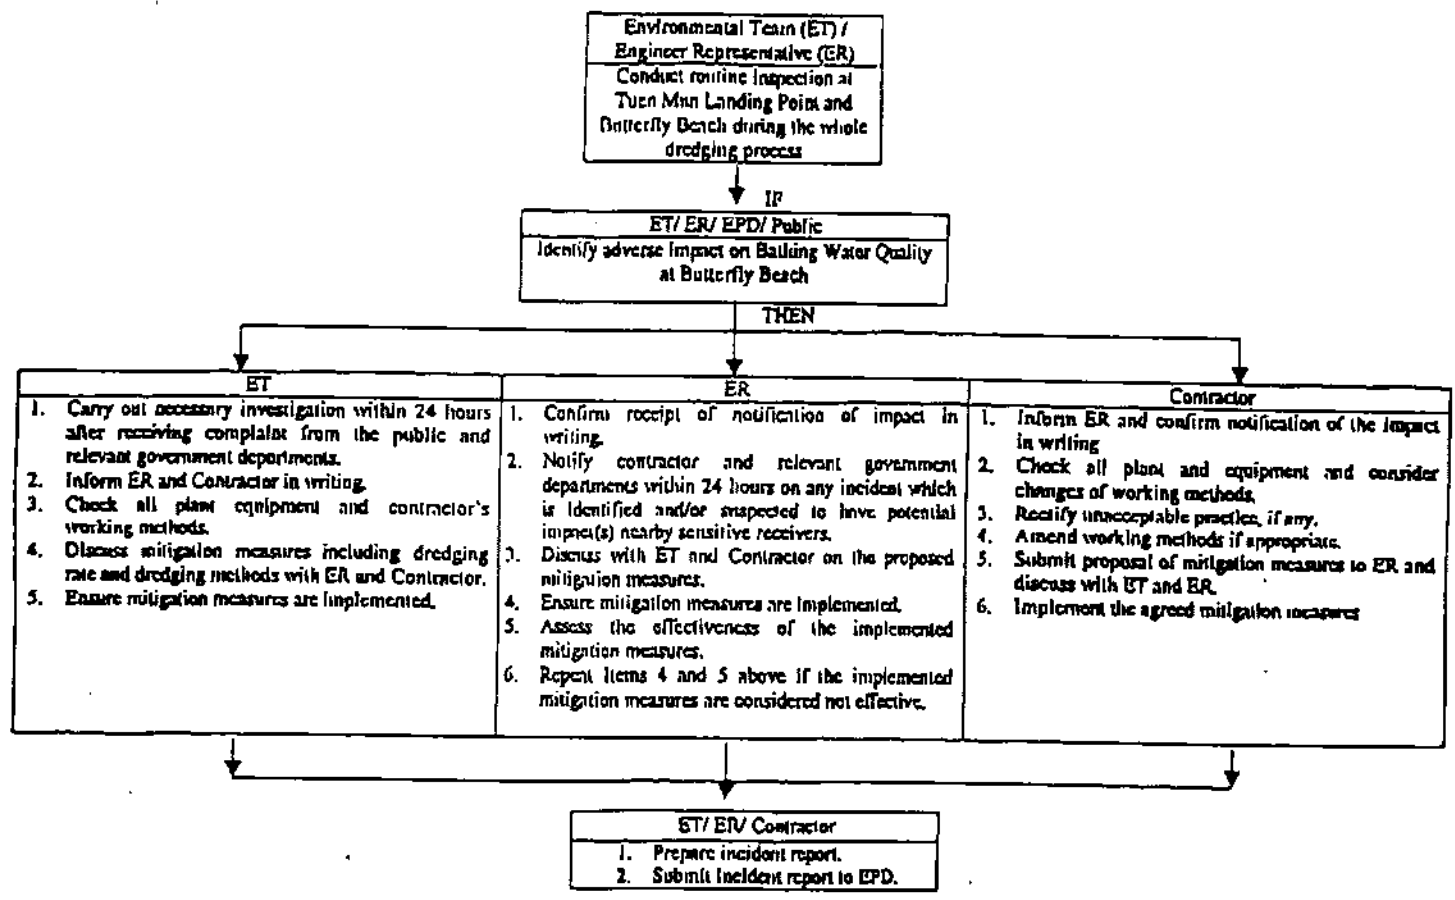 Environmental Team (ET) /
Engineer Representative (ER)
Conduct routine Inspection at
Tuen Mun Landing Point and
Butterfly Beach during the whole
dredging process
IF
ET/ ER/ EPD/ Public
Identify adverse Impact on Bathing Water Quality
at Butterfly Beach
THEN
ET
1. Carry out necessary investigation within 24 hours
after receiving complaint from the public and
relevant government departments.
2. Inform ER and Contractor in writing.
3. Check all plant equipment and contractor's
working methods.
4. Discuss mitigation measures including dredging
rate and dredging methods with ER and Contractor.
5. Ensure mitigation measures are implemented.
ER
1. Confirm receipt of notification of impact in
writing.
2. Notify contractor and relevant government
departments within 24 hours on any incident which
is identified and/or suspected to have potential
impact(s) nearby sensitive receivers.
3. Discuss with ET and Contractor on the proposed
mitigation measures.
4. Ensure mitigation measures are implemented.
5. Assess the effectiveness of the implemented
mitigation measures.
6. Repeat Items 4 and 5 above if the implemented
mitigation measures are considered not effective.
Contractor
1. Inform ER and confirm notification of the impact
in writing
2. Check all plant and equipment and consider
changes of working methods.
3. Rectify unacceptable practice, if any.
4. Amend working methods if appropriate.
5. Submit proposal of mitigation measures to ER and
discuss with ET and ER.
6. Implement the agreed mitigation measures
ET/ ER/ Contractor
1. Prepare incident report.
2. Submit incident report to EPD.